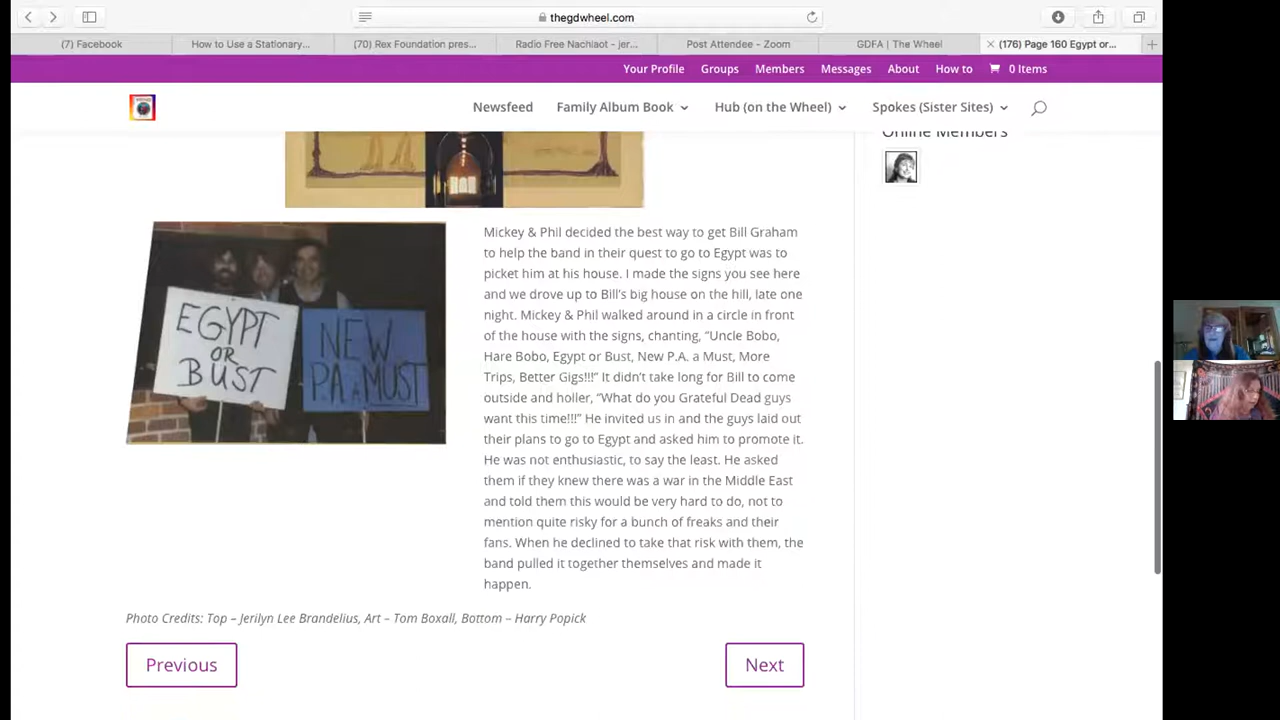 thegdwheel.com
(7) Facebook
How to Use a Stationary...
(70) Rex Foundation pres...
Radio Free Nachlaot - jer...
Post Attendee - Zoom
GDFA | The Wheel
(176) Page 160 Egypt or...
Your Profile
Groups
Members
Messages
About
How to
0 Items
Newsfeed
Family Album Book
Hub (on the Wheel)
Spokes (Sister Sites)
Online Members
EGYPT
OR
BUST
NEW
P.A. A MUST
Mickey & Phil decided the best way to get Bill Graham
to help the band in their quest to go to Egypt was to
picket him at his house. I made the signs you see here
and we drove up to Bill's big house on the hill, late one
night. Mickey & Phil walked around in a circle in front
of the house with the signs, chanting, “Uncle Bobo,
Hare Bobo, Egypt or Bust, New P.A. a Must, More
Trips, Better Gigs!!!” It didn’t take long for Bill to come
outside and holler, “What do you Grateful Dead guys
want this time!!!” He invited us in and the guys laid out
their plans to go to Egypt and asked him to promote it.
He was not enthusiastic, to say the least. He asked
them if they knew there was a war in the Middle East
and told them this would be very hard to do, not to
mention quite risky for a bunch of freaks and their
fans. When he declined to take that risk with them, the
band pulled it together themselves and made it
happen.
Photo Credits: Top – Jerilyn Lee Brandelius, Art – Tom Boxall, Bottom – Harry Popick
Previous
Next